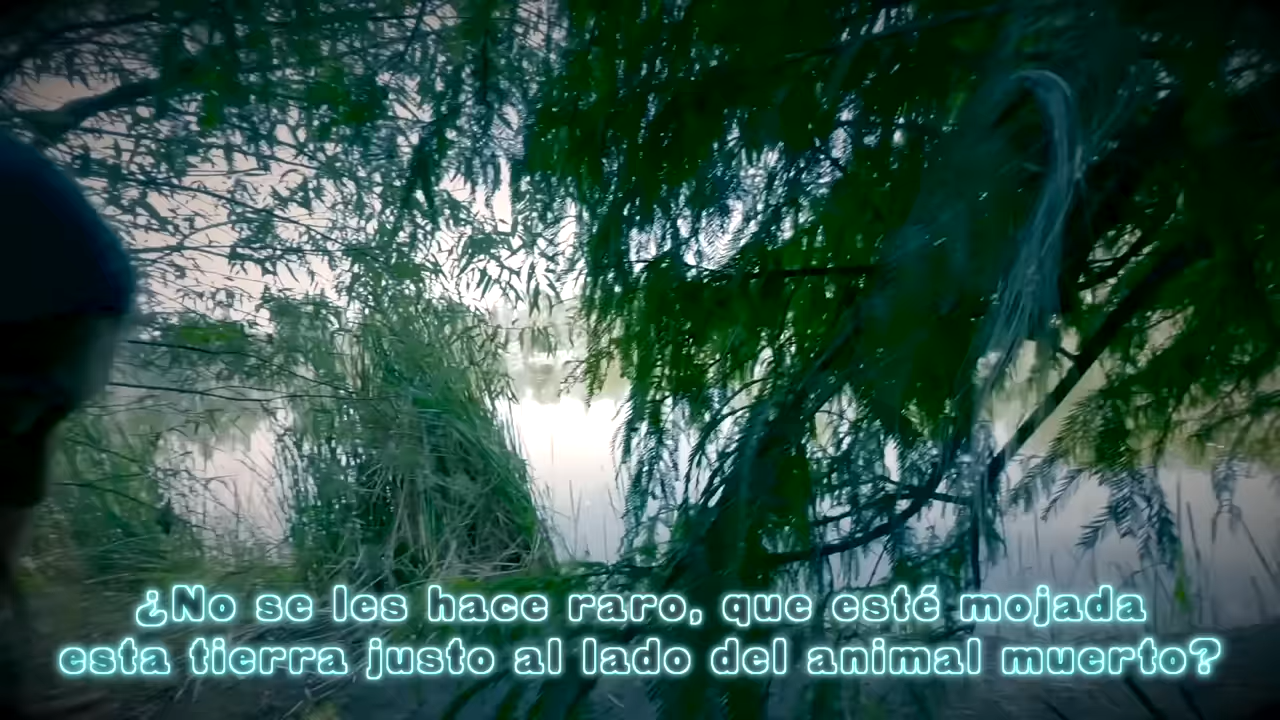 ¿No se les hace raro, que esté mojada
esta tierra justo al lado del animal muerto?